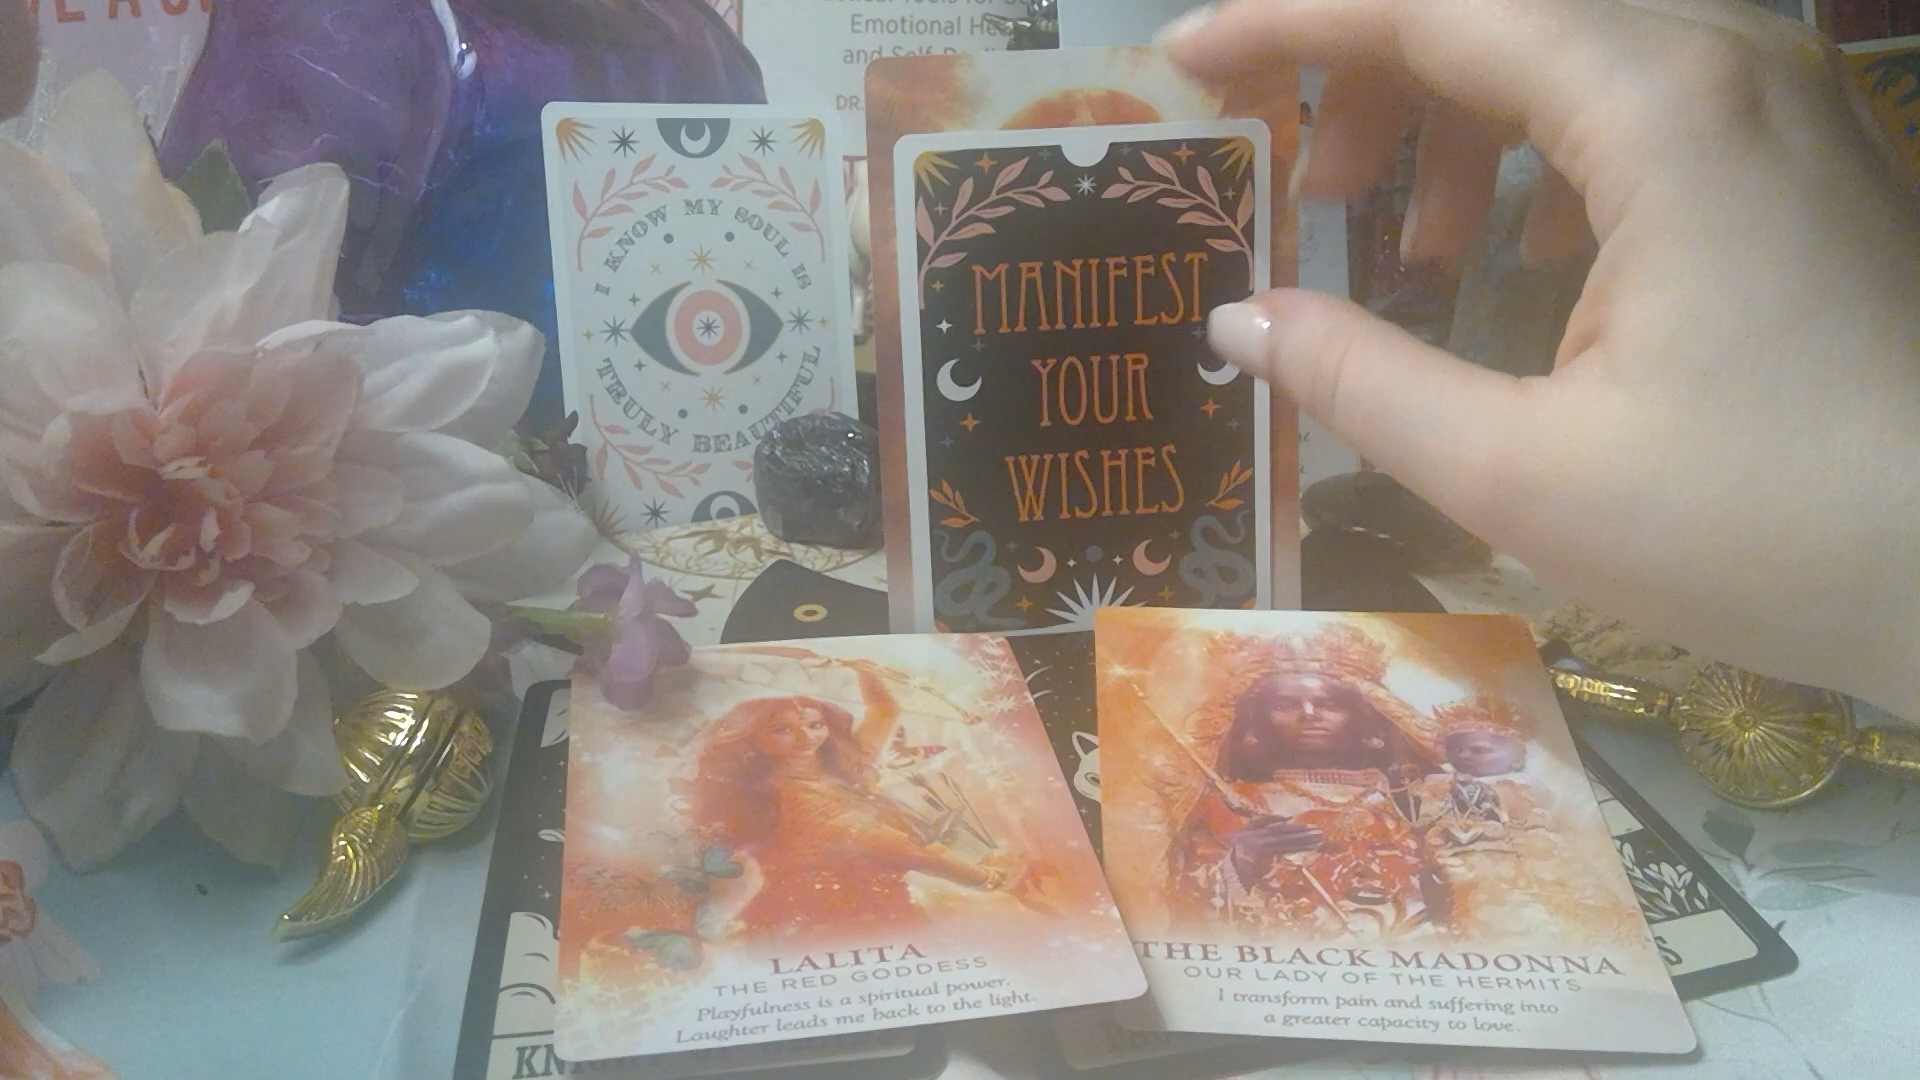 Emotional
and
DR.
I KNOW MY SOUL IS
TRULY BEAUTIFUL
MANIFEST
YOUR
WISHES
LALITA
THE RED GODDESS
Playfulness is a spiritual power.
Laughter leads me back to the light.
THE BLACK MADONNA
OUR LADY OF THE HERMITS
I transform pain and suffering into
a greater capacity to love.